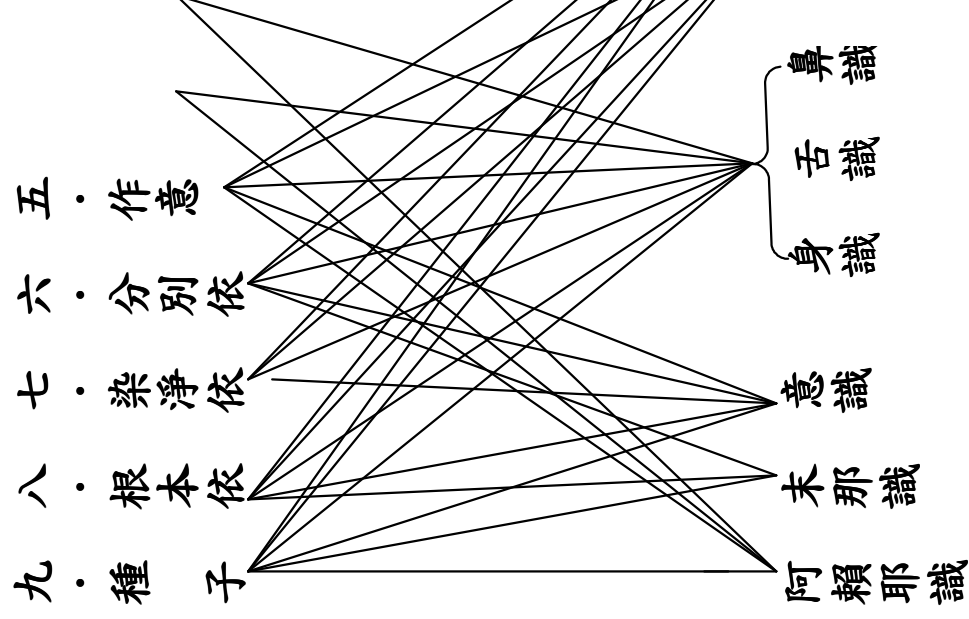 五・作意
六・分別依
七・染淨依
八・根本依
九・種子
鼻識
舌識
身識
意識
末那識
阿賴耶識